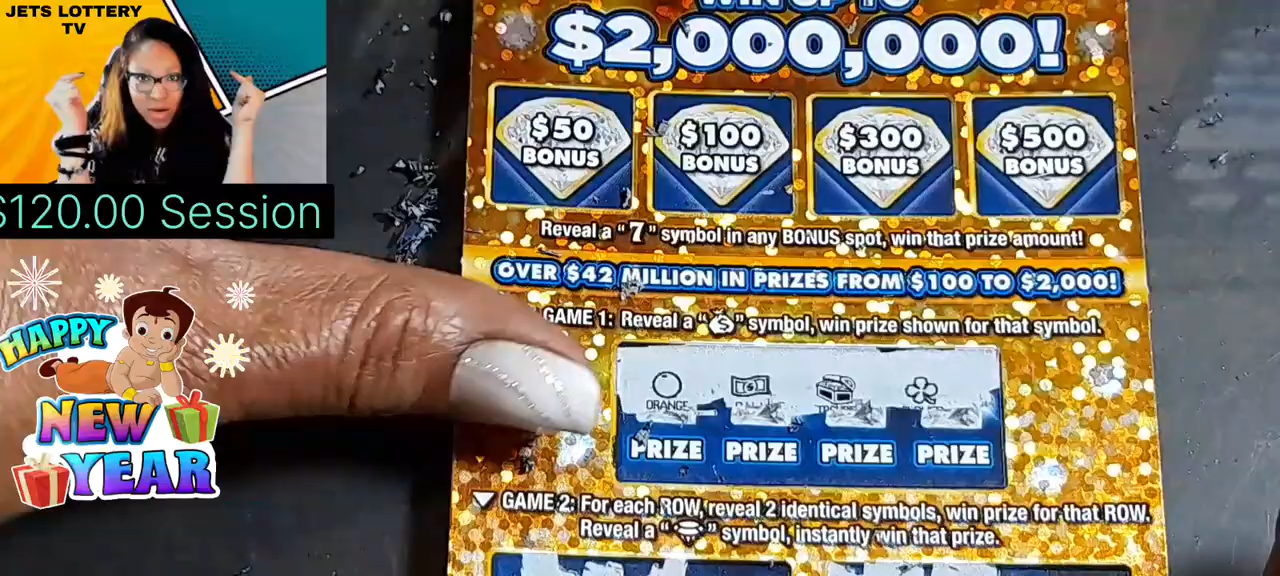 JETS LOTTERY
TV
$120.00 Session
HAPPY
NEW
YEAR
WIN UP TO
$2,000,000!
$50
BONUS
$100
BONUS
$300
BONUS
$500
BONUS
Reveal a "7" symbol in any BONUS spot, win that prize amount!
OVER $42 MILLION IN PRIZES FROM $100 TO $2,000!
GAME 1: Reveal a " " symbol, win prize shown for that symbol.
ORANGE
PRIZE PRIZE PRIZE PRIZE
GAME 2: For each ROW, reveal 2 identical symbols, win prize for that ROW.
Reveal a " " symbol, instantly win that prize.